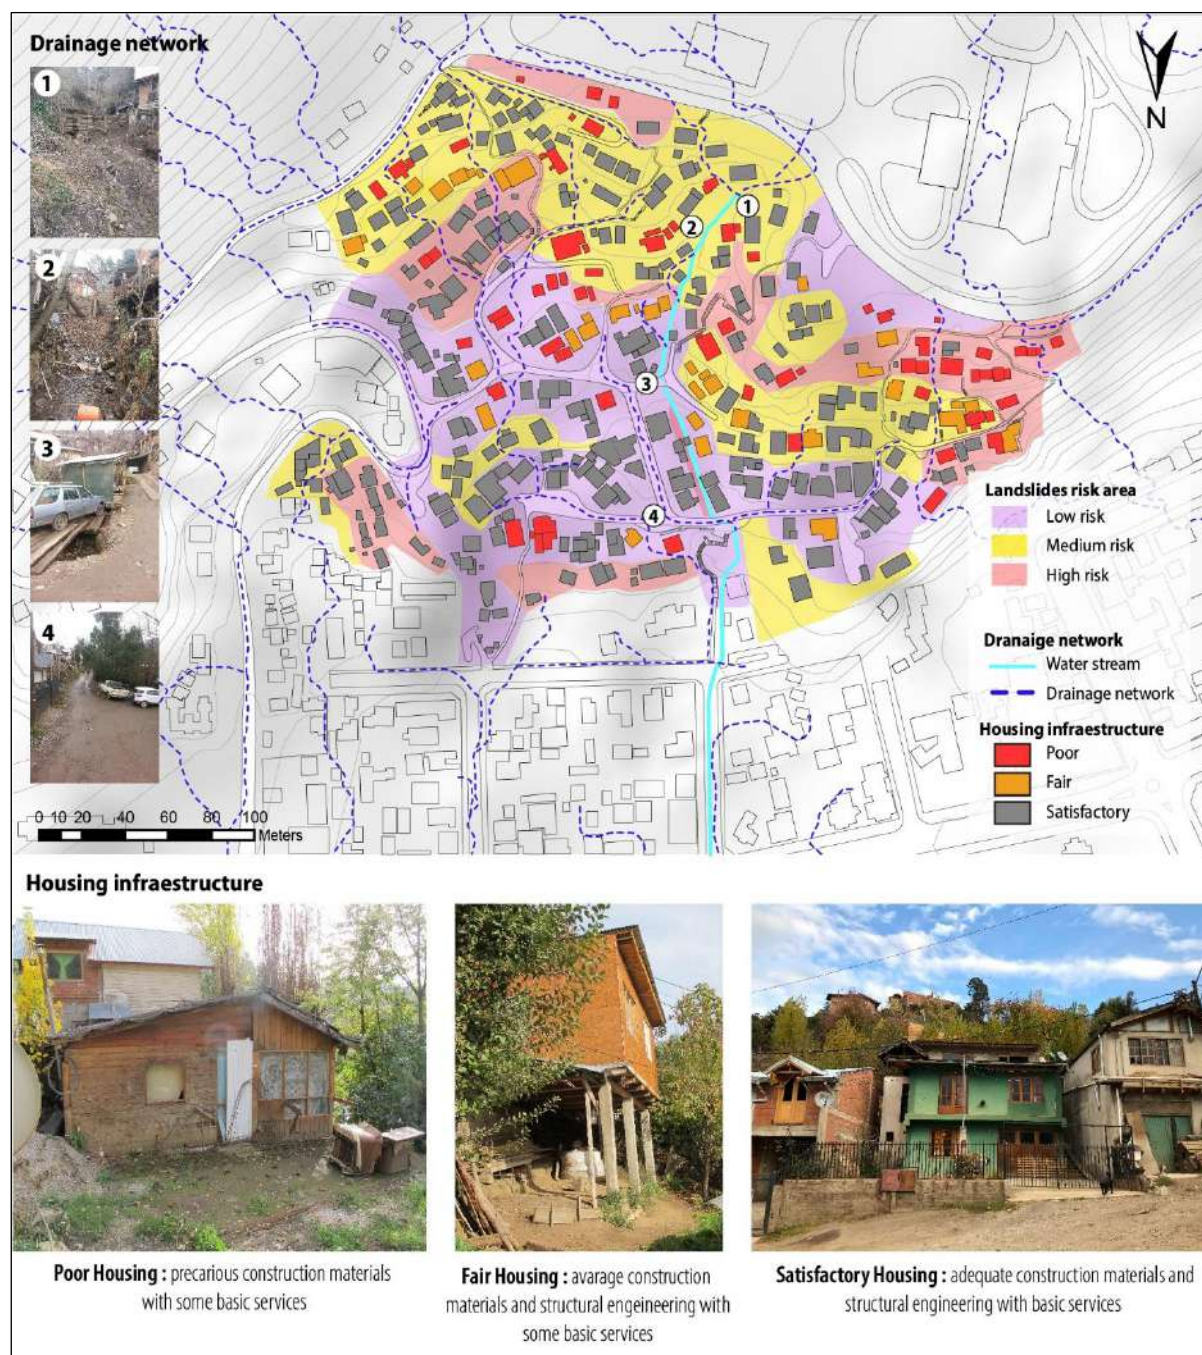 Drainage network
1
2
3
4
N
1
2
3
4
Landslides risk area
Low risk
Medium risk
High risk
Dranaige network
Water stream
Drainage network
Housing infraestructure
Poor
Fair
Satisfactory
0 10 20 40 60 80 100
Meters
Housing infraestructure
Poor Housing : precarious construction materials
with some basic services
Fair Housing : avarage construction
materials and structural engeineering with
some basic services
Satisfactory Housing : adequate construction materials and
structural engineering with basic services